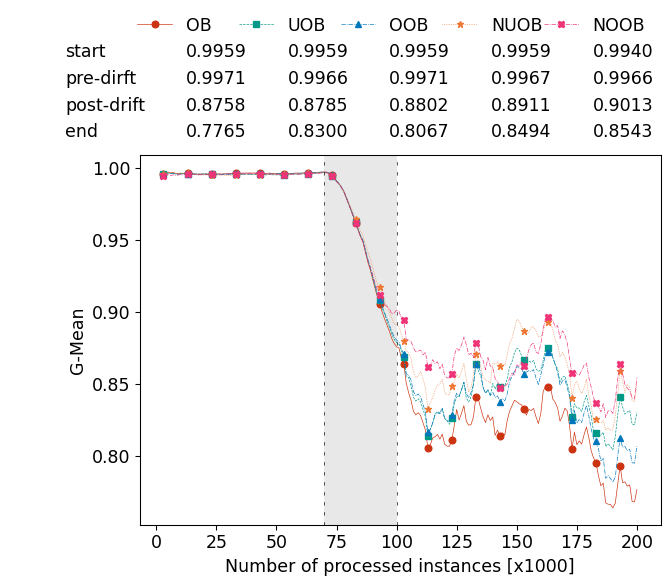 OB UOB OOB NUOB NOOB
start 0.9959 0.9959 0.9959 0.9959 0.9940
pre-dirft 0.9971 0.9966 0.9971 0.9967 0.9966
post-drift 0.8758 0.8785 0.8802 0.8911 0.9013
end 0.7765 0.8300 0.8067 0.8494 0.8543
1.00
0.95
0.90
0.85
0.80
G-Mean
0 25 50 75 100 125 150 175 200
Number of processed instances [x1000]